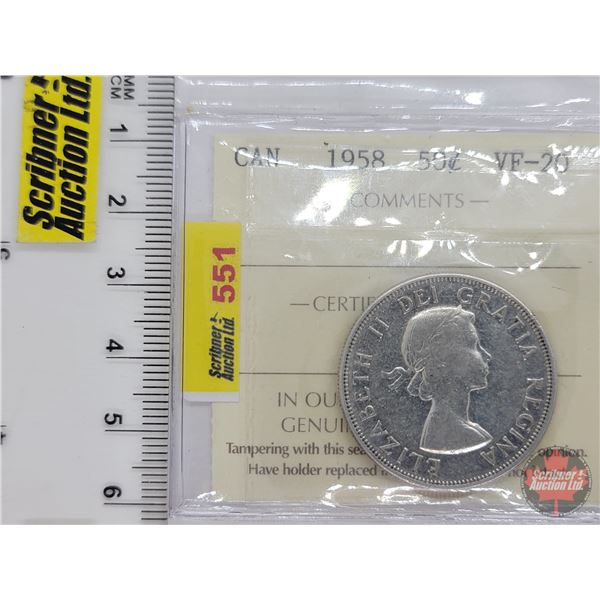 Scribner
Auction Ltd.
MM
CM
1
2
3
4
5
6
551
Scribner
Auction Ltd.
CAN 1958 50¢ VF-20
COMMENTS —
— CERTIF
IN OU
GENUI
Tampering with this sea
Have holder replaced
opinion.
ELIZABETH II DEI GRATIA REGINA
Scribner
Auction Ltd.